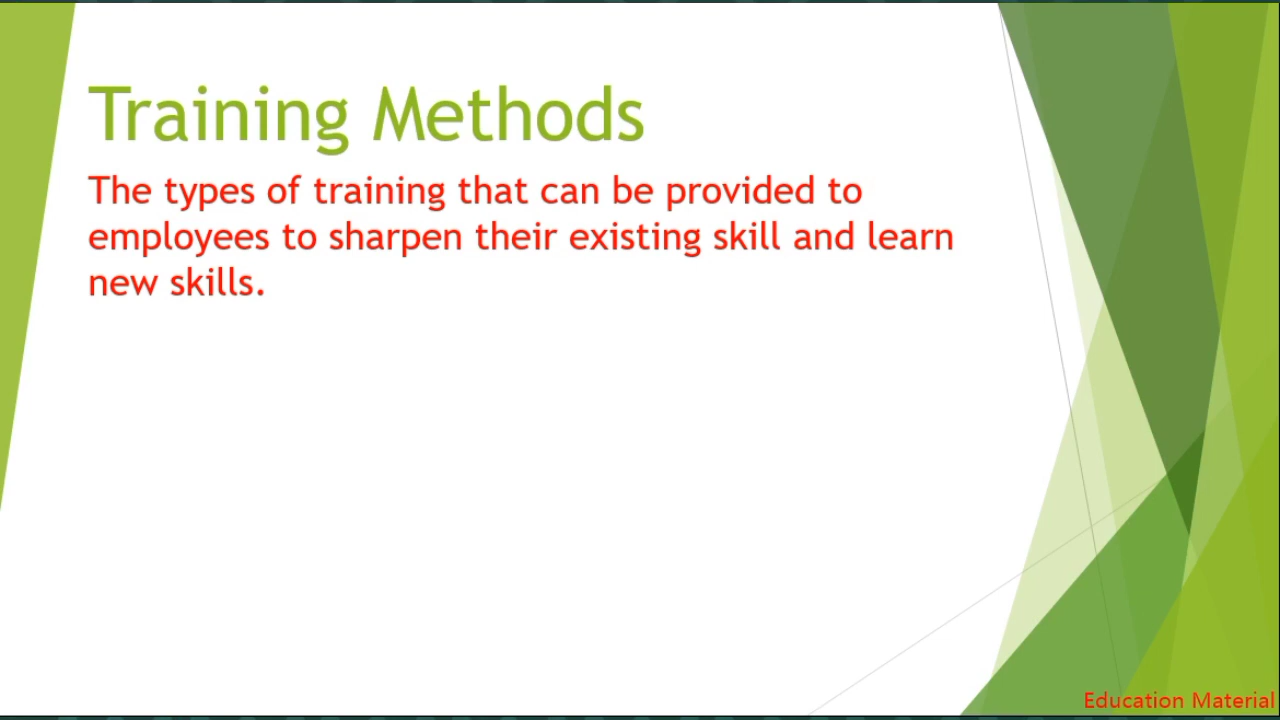 Training Methods
The types of training that can be provided to
employees to sharpen their existing skill and learn
new skills.
Education Material